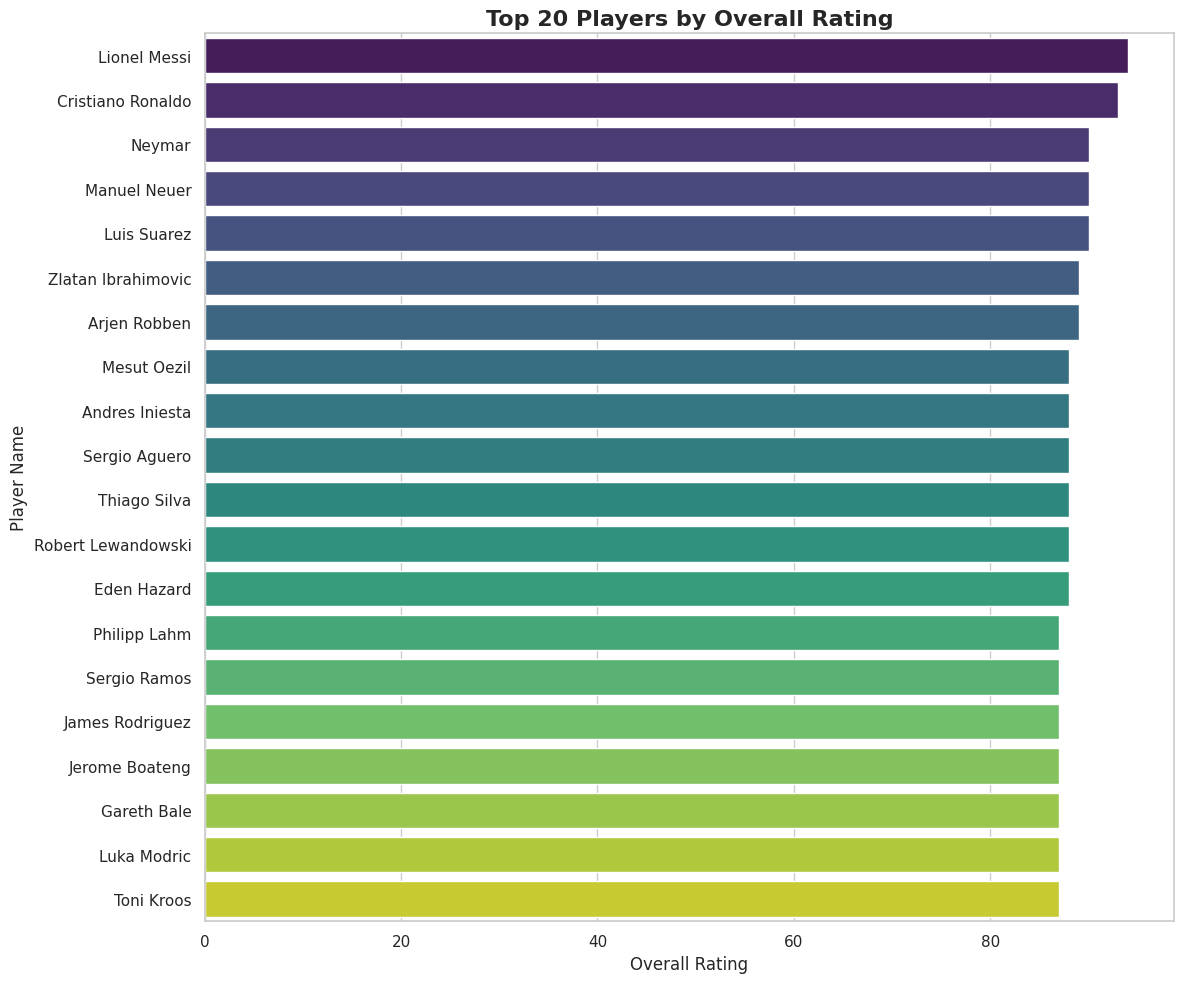 Top 20 Players by Overall Rating
Lionel Messi
Cristiano Ronaldo
Neymar
Manuel Neuer
Luis Suarez
Zlatan Ibrahimovic
Arjen Robben
Mesut Oezil
Andres Iniesta
Sergio Aguero
Thiago Silva
Robert Lewandowski
Eden Hazard
Philipp Lahm
Sergio Ramos
James Rodriguez
Jerome Boateng
Gareth Bale
Luka Modric
Toni Kroos
Player Name
0 20 40 60 80
Overall Rating